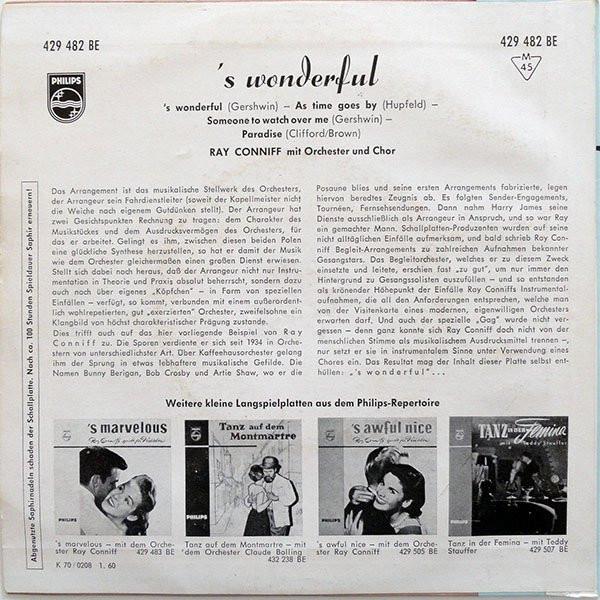 429 482 BE
's wonderful
429 482 BE
M
45
PHILIPS
's wonderful (Gershwin) – As time goes by (Hupfeld) –
Someone to watch over me (Gershwin) –
Paradise (Clifford/Brown)
RAY CONNIFF mit Orchester und Chor
Abgenutzte Saphirnadeln schaden der Schallplatte. Nach ca. 100 Stunden Spieldauer Saphir erneuern!
Das Arrangement ist das musikalische Stellwerk des Orchesters,
der Arrangeur sein Fahrdienstleiter (soweit der Kapellmeister nicht
die Weiche nach eigenem Gutdünken stellt). Der Arrangeur hat
zwei Gesichtspunkten Rechnung zu tragen: dem Charakter des
Musikstückes und dem Ausdrucksvermögen des Orchesters, für
das er arbeitet. Gelingt es ihm, zwischen diesen beiden Polen
eine glückliche Synthese herzustellen, so hat er damit der Musik
wie dem Orchester gleichermaßen einen großen Dienst erwiesen.
Stellt sich dabei noch heraus, daß der Arrangeur nicht nur Instru-
mentation in Theorie und Praxis absolut beherrscht, sondern dazu
auch noch über eigenes „Köpfchen" – in Form von speziellen
Einfällen – verfügt, so kommt, verbunden mit einem außerordent-
lich wohltrepetierten, gut „exerzierten" Orchester, zweifelsohne ein
Klangbild von höchst charakteristischer Prägung zustande.
Dies trifft auch auf das hier vorliegende Beispiel von Ray
Conniff zu. Die Sporen verdiente er sich seit 1934 in Orche-
stern von unterschiedlichster Art. Über Kaffeehausorchester gelang
ihm der Sprung in etwas lebhaftere musikalische Gefilde. Die
Namen Bunny Berigan, Bob Crosby und Artie Shaw, wo er die
Posaune blies und seine ersten Arrangements fabrizierte, legen
hiervon beredtes Zeugnis ab. Es folgten Sender-Engagements,
Tourneen, Fernsehsendungen. Dann nahm Harry James seine
Dienste ausschließlich als Arrangeur in Anspruch, und so war Ray
ein gemachter Mann. Schallplatten-Produzenten wurden auf seine
nicht alltäglichen Einfälle aufmerksam, und bald schrieb Ray Con-
niff Begleit-Arrangements zu zahlreichen Aufnahmen bekannter
Gesangstars. Das Begleitorchester, welches er zu diesem Zweck
einsetzte und leitete, erschien fast „zu gut", um nur immer den
Hintergrund zu Gesangssolisten auszufüllen – und so entstanden
als krönender Höhepunkt der Einfälle Ray Conniffs Instrumental-
aufnahmen, die all den Anforderungen entsprechen, welche man
von der Visitenkarte eines modernen, eigenwilligen Orchesters
erwarten darf. Und auch der spezielle „Gag" wurde nicht ver-
gessen – denn ganz konnte sich Ray Conniff doch nicht von der
menschlichen Stimme als musikalischem Ausdrucksmittel trennen –,
nur setzt er sie in instrumentalem Sinne unter Verwendung eines
Chores ein. Das Resultat mag der Inhalt dieser Platte selbst ent-
hüllen: „'s wonderful"...
Weitere kleine Langspielplatten aus dem Philips-Repertoire
's marvelous
PHILIPS
Tanz auf dem
Montmartre
PHILIPS
's awful nice
PHILIPS
TANZ IN DER Femina
mit Teddy Stauffer
PHILIPS
's marvelous – mit dem Orche-
ster Ray Conniff 429 483 BE
Tanz auf dem Montmartre – mit
dem Orchester Claude Bolling
432 238 BE
's awful nice – mit dem Orche-
ster Ray Conniff 429 505 BE
Tanz in der Femina – mit Teddy
Stauffer 429 507 BE
K 70/0208 1. 60